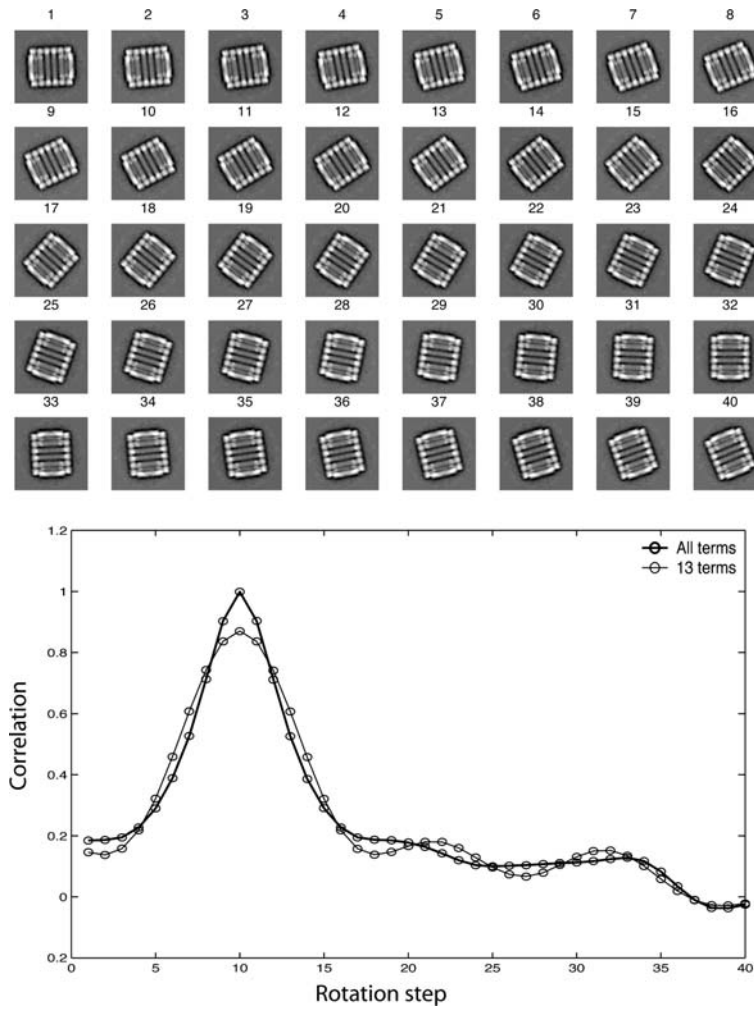 1 2 3 4 5 6 7 8
9 10 11 12 13 14 15 16
17 18 19 20 21 22 23 24
25 26 27 28 29 30 31 32
33 34 35 36 37 38 39 40
1.2
All terms
13 terms
1
0.8
0.6
0.4
0.2
0
0.2
Correlation
0 5 10 15 20 25 30 35 40
Rotation step